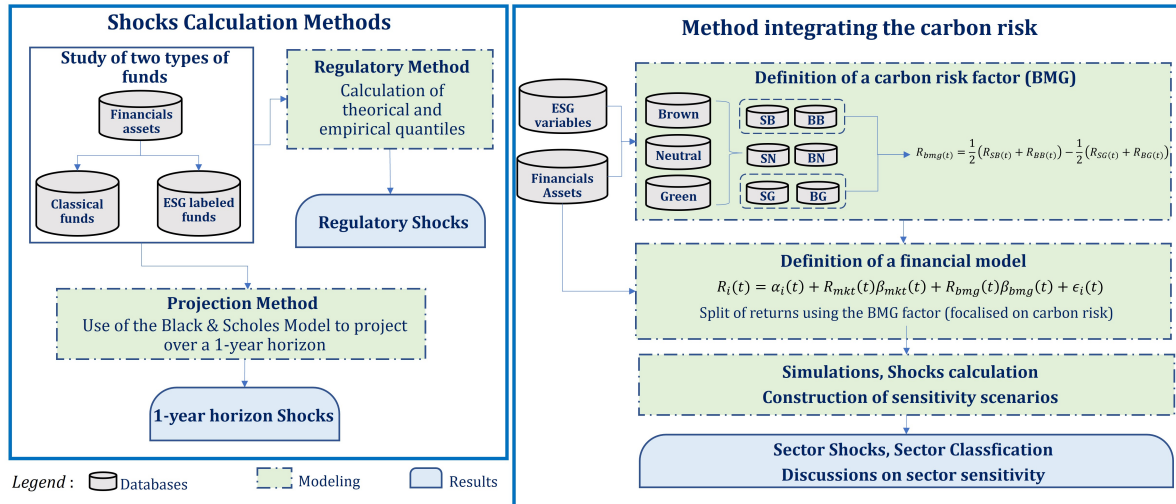 Shocks Calculation Methods
Study of two types of
funds
Financials
assets
Classical
funds
ESG labeled
funds
Regulatory Method
Calculation of
theorical and
empirical quantiles
Regulatory Shocks
Projection Method
Use of the Black & Scholes Model to project
over a 1-year horizon
1-year horizon Shocks
Legend :
Databases
Modeling
Results
Method integrating the carbon risk
ESG
variables
Financials
Assets
Definition of a carbon risk factor (BMG)
Brown
Neutral
Green
SB
BB
SN
BN
SG
BG
R_{bmg(t)} = \frac{1}{2}(R_{SB(t)} + R_{BB(t)}) − \frac{1}{2}(R_{SG(t)} + R_{BG(t)})
Definition of a financial model
R_i(t) = α_i(t) + R_{mkt}(t)β_{mkt}(t) + R_{bmg}(t)β_{bmg}(t) + ϵ_i(t)
Split of returns using the BMG factor (focalised on carbon risk)
Simulations, Shocks calculation
Construction of sensitivity scenarios
Sector Shocks, Sector Classfication
Discussions on sector sensitivity